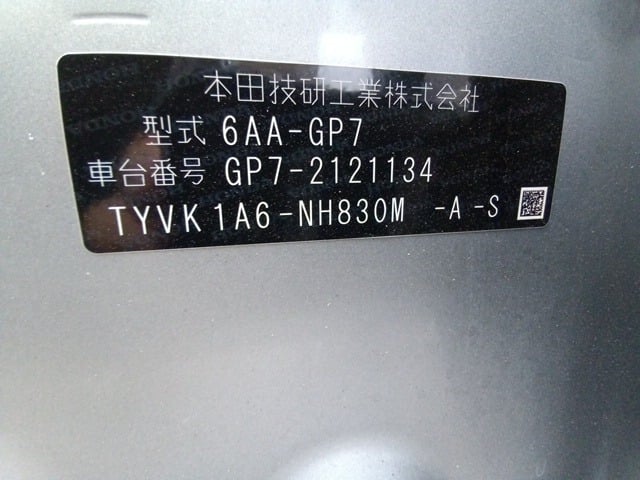 本田技研工業株式会社
型式 6AA-GP7
車台番号 GP7-2121134
TYVK1A6-NH830M -A-S